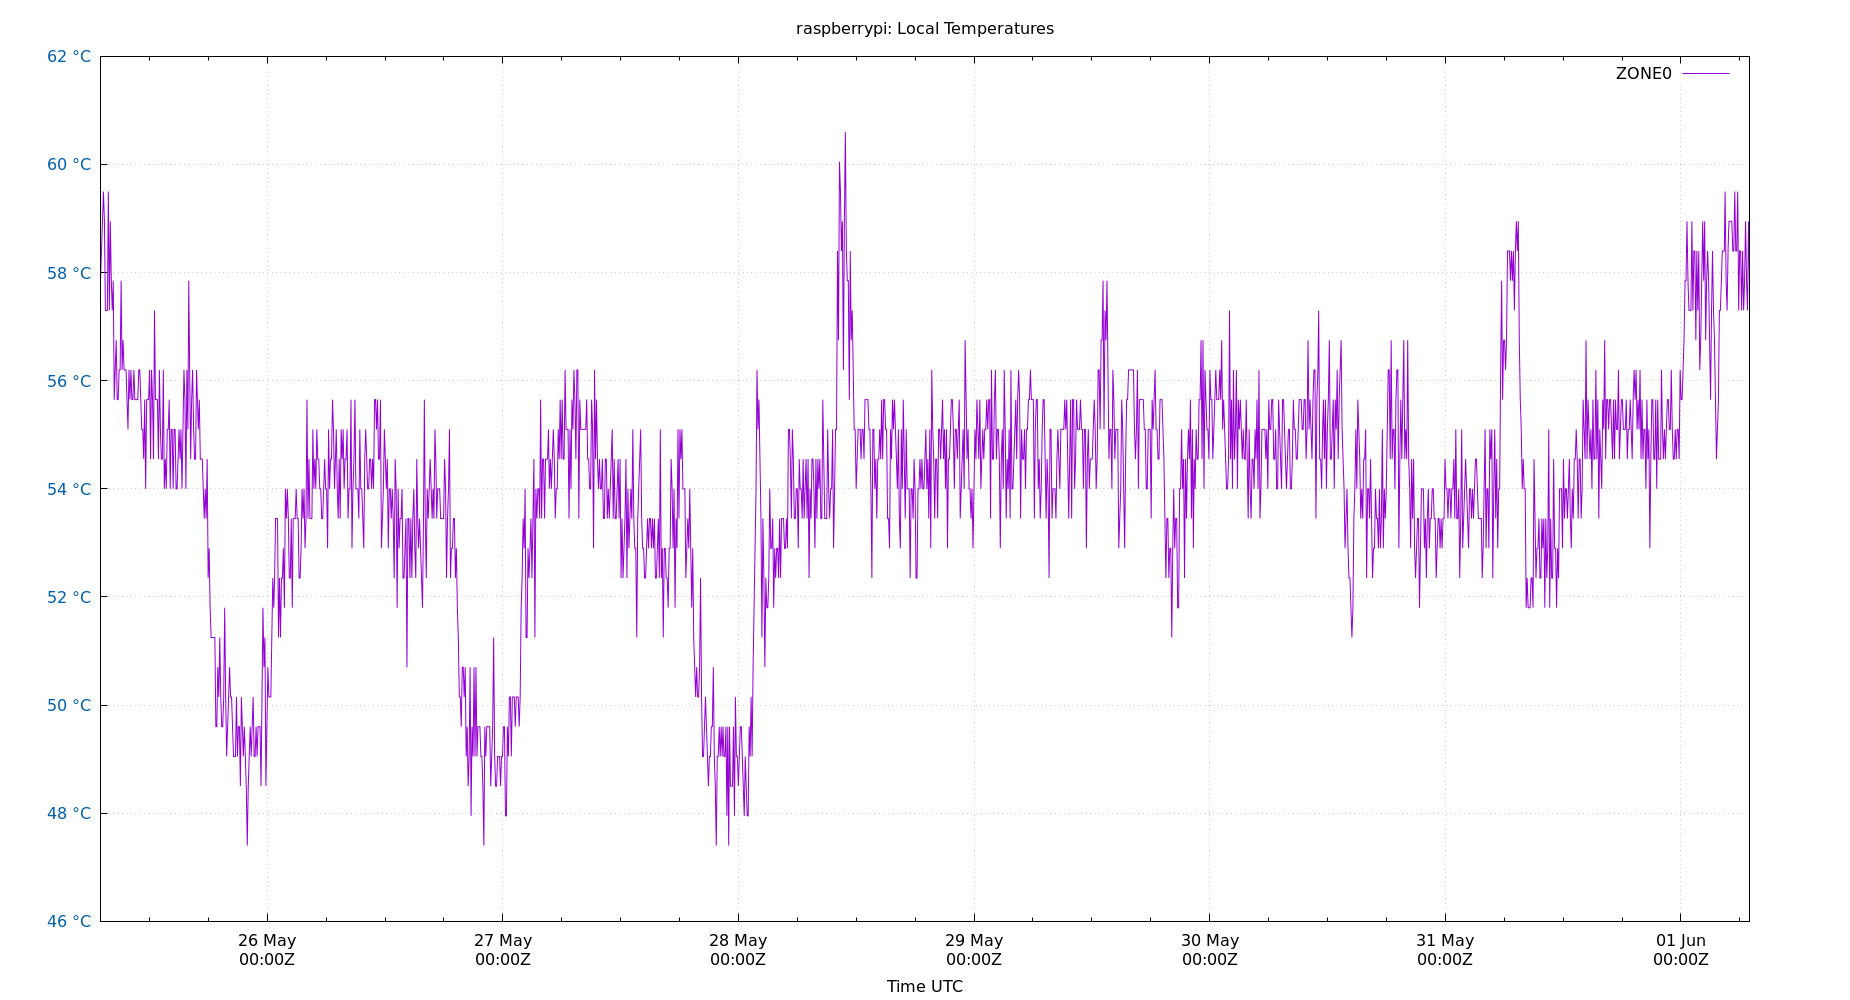 raspberrypi: Local Temperatures
62 °C
ZONE0
60 °C
58 °C
56 °C
54 °C
52 °C
50 °C
48 °C
46 °C
26 May 27 May 28 May 29 May 30 May 31 May 01 Jun
00:00Z 00:00Z 00:00Z 00:00Z 00:00Z 00:00Z 00:00Z
Time UTC